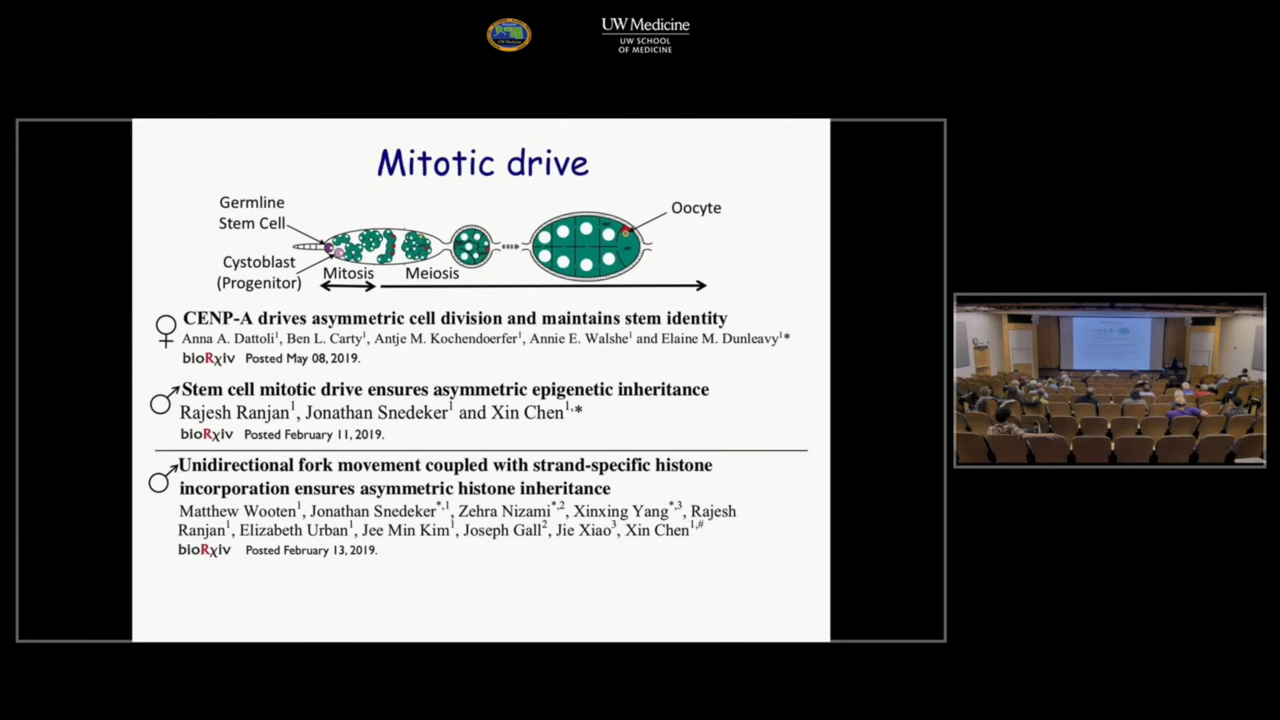 UW Medicine
UW SCHOOL
OF MEDICINE
Mitotic drive
Germline
Stem Cell
Oocyte
Cystoblast
(Progenitor)
Mitosis
Meiosis
CENP-A drives asymmetric cell division and maintains stem identity
Anna A. Dattoli1, Ben L. Carty1, Antje M. Kochendoerfer1, Annie E. Walshe1 and Elaine M. Dunleavy1*
bioRχiv Posted May 08, 2019.
Stem cell mitotic drive ensures asymmetric epigenetic inheritance
Rajesh Ranjan1, Jonathan Snedeker1 and Xin Chen1,*
bioRχiv Posted February 11, 2019.
Unidirectional fork movement coupled with strand-specific histone
incorporation ensures asymmetric histone inheritance
Matthew Wooten1, Jonathan Snedeker*,1, Zehra Nizami*,2, Xinxing Yang*,3, Rajesh
Ranjan1, Elizabeth Urban1, Jee Min Kim1, Joseph Gall2, Jie Xiao3, Xin Chen1,#
bioRχiv Posted February 13, 2019.